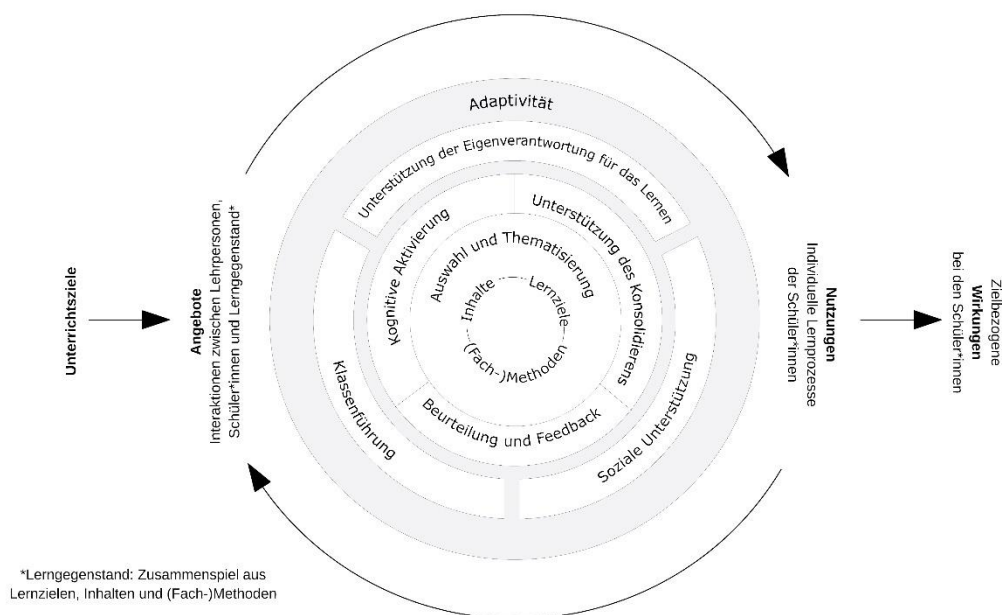 Unterrichtsziele
Angebote
Interaktionen zwischen Lehrpersonen,
Schüler*innen und Lerngegenstand*
Adaptivität
Unterstützung der Eigenverantwortung für das Lernen
Kognitive Aktivierung
Unterstützung des Konsolidierens
Auswahl und Thematisierung
Inhalte
Lernziele
(Fach-)Methoden
Beurteilung und Feedback
Klassenführung
Soziale Unterstützung
Nutzungen
Individuelle Lernprozesse
der Schüler*innen
Zielbezogene
Wirkungen
bei den Schüler*innen
*Lerngegenstand: Zusammenspiel aus
Lernzielen, Inhalten und (Fach-)Methoden